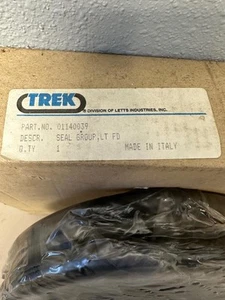 TREK
A DIVISION OF LETTS INDUSTRIES, INC.
PART.NO. 01140039
DESCR. SEAL GROUP,LT FD
Q.TY 1 MADE IN ITALY